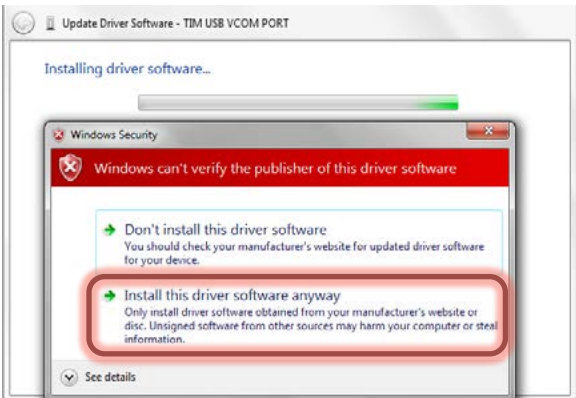 Update Driver Software - TIM USB VCOM PORT
Installing driver software...
Windows Security
Windows can't verify the publisher of this driver software
Don't install this driver software
You should check your manufacturer's website for updated driver software
for your device.
Install this driver software anyway
Only install driver software obtained from your manufacturer's website or
disc. Unsigned software from other sources may harm your computer or steal
information.
See details